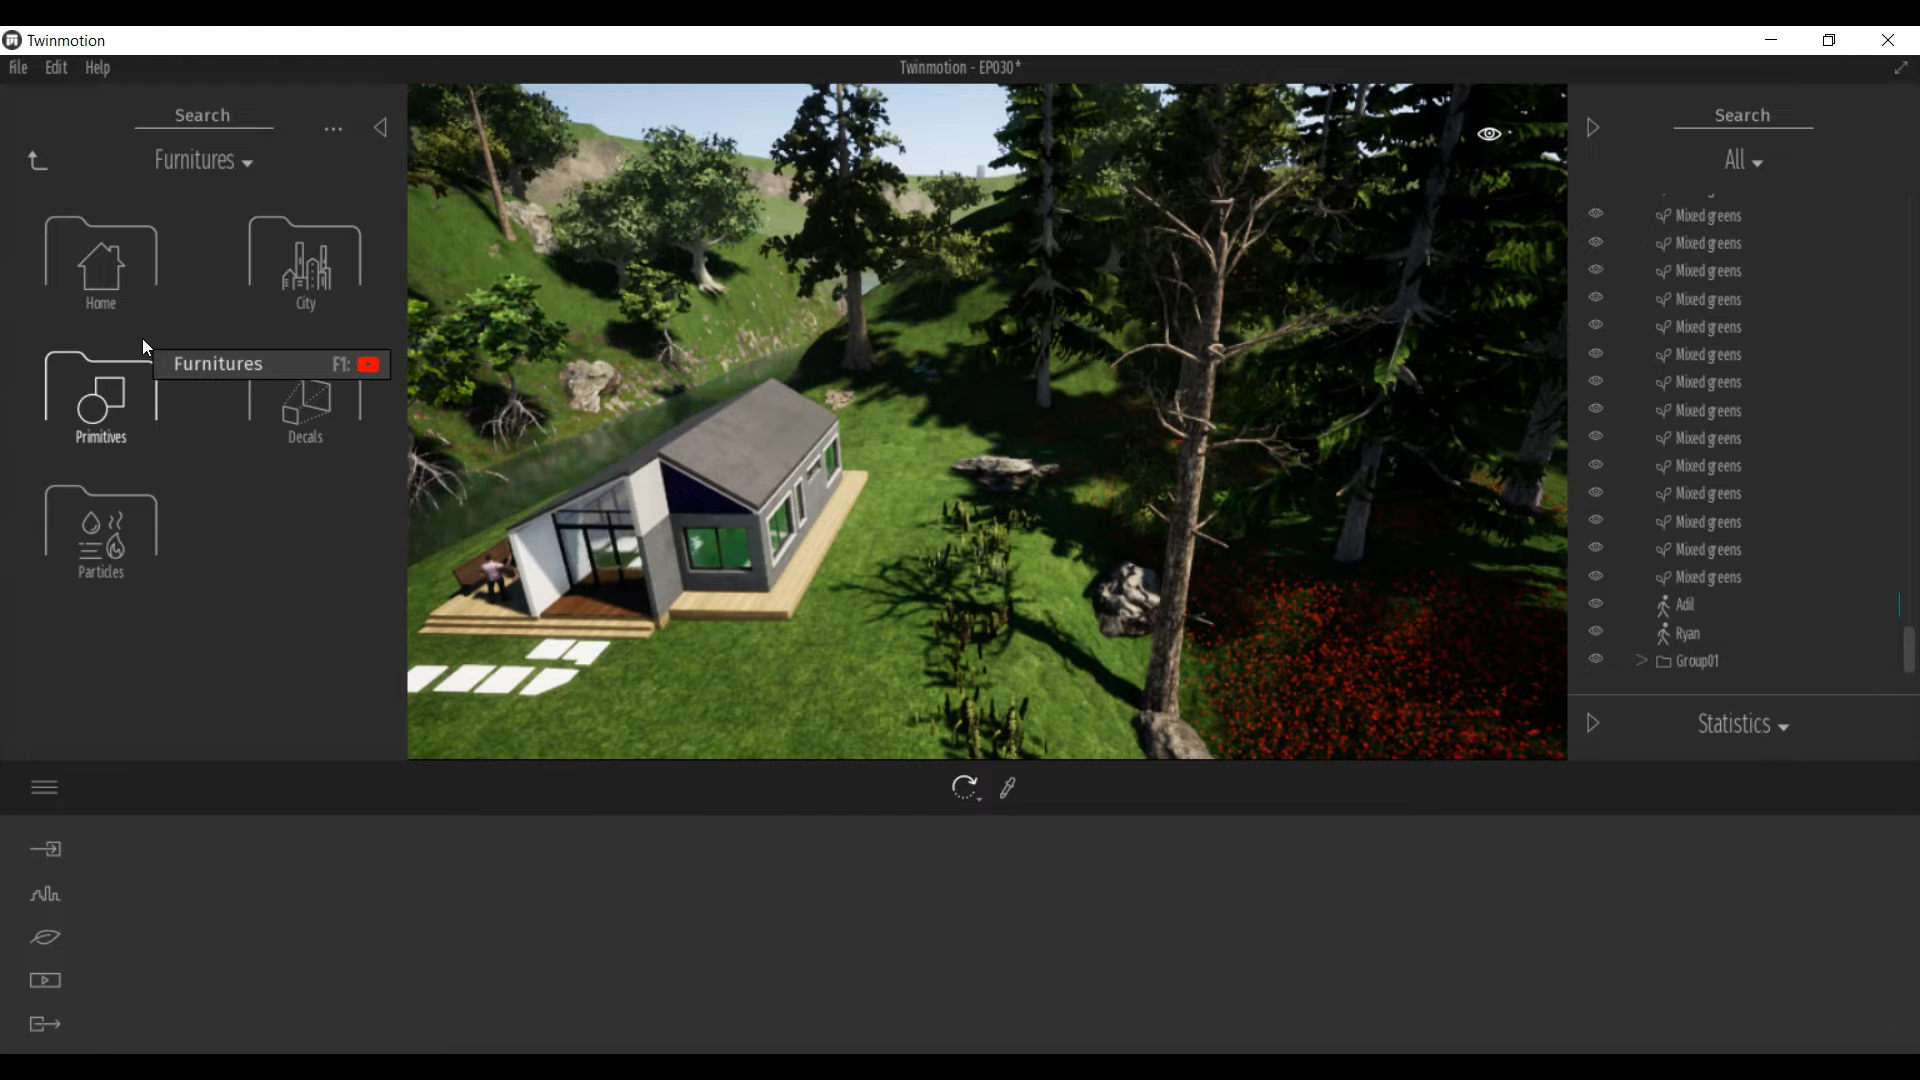 Twinmotion
File Edit Help
Twinmotion - EP030*
Search
...
Furnitures
Home
City
Furnitures F1:
Primitives
Decals
Particles
Search
All
Mixed greens
Mixed greens
Mixed greens
Mixed greens
Mixed greens
Mixed greens
Mixed greens
Mixed greens
Mixed greens
Mixed greens
Mixed greens
Mixed greens
Mixed greens
Mixed greens
Adil
Ryan
Group01
Statistics